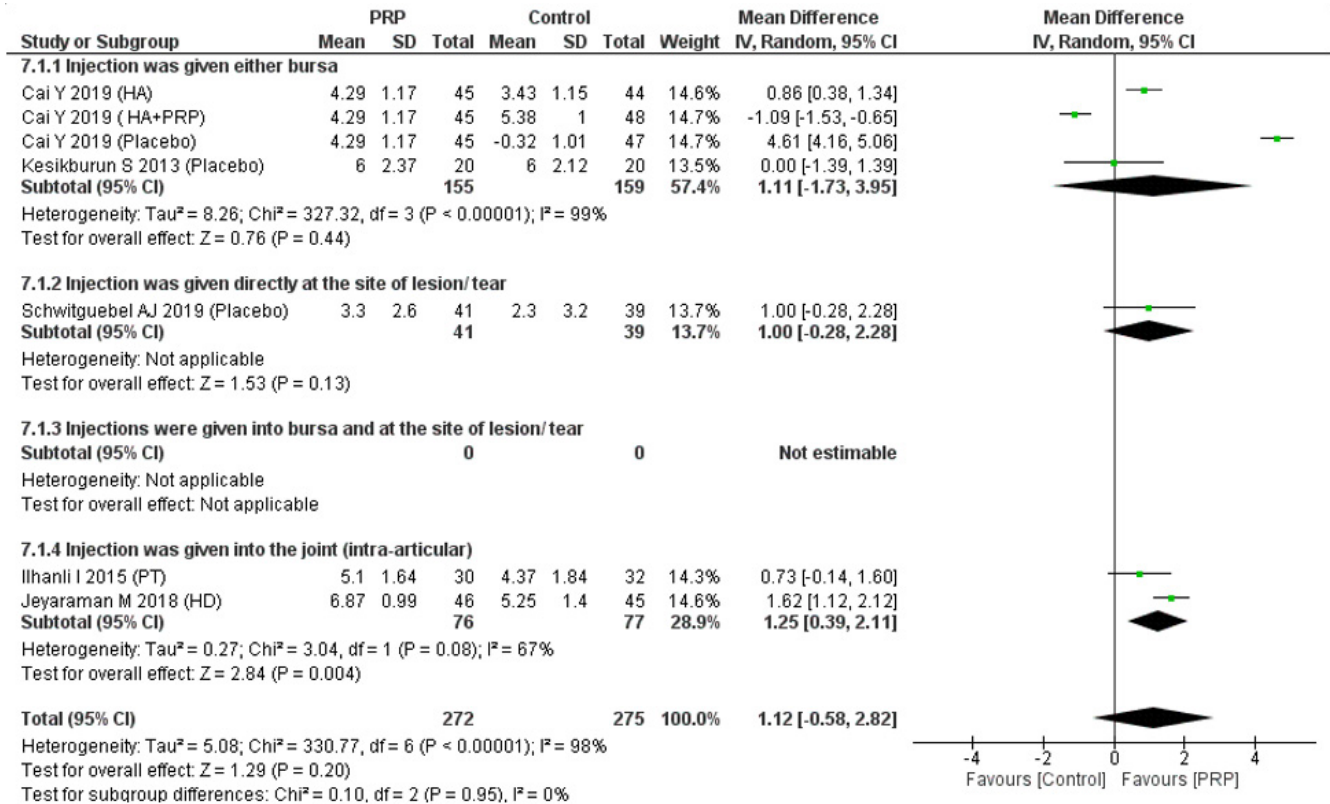 PRP Control Mean Difference Mean Difference
Study or Subgroup Mean SD Total Mean SD Total Weight IV, Random, 95% CI IV, Random, 95% CI
7.1.1 Injection was given either bursa
Cai Y 2019 (HA) 4.29 1.17 45 3.43 1.15 44 14.6% 0.86 [0.38, 1.34]
Cai Y 2019 ( HA+PRP) 4.29 1.17 45 5.38 1 48 14.7% -1.09 [-1.53, -0.65]
Cai Y 2019 (Placebo) 4.29 1.17 45 -0.32 1.01 47 14.7% 4.61 [4.16, 5.06]
Kesikburun S 2013 (Placebo) 6 2.37 20 6 2.12 20 13.5% 0.00 [-1.39, 1.39]
Subtotal (95% CI) 155 159 57.4% 1.11 [-1.73, 3.95]
Heterogeneity: Tau² = 8.26; Chi² = 327.32, df = 3 (P < 0.00001); I² = 99%
Test for overall effect: Z = 0.76 (P = 0.44)
7.1.2 Injection was given directly at the site of lesion/ tear
Schwitguebel AJ 2019 (Placebo) 3.3 2.6 41 2.3 3.2 39 13.7% 1.00 [-0.28, 2.28]
Subtotal (95% CI) 41 39 13.7% 1.00 [-0.28, 2.28]
Heterogeneity: Not applicable
Test for overall effect: Z = 1.53 (P = 0.13)
7.1.3 Injections were given into bursa and at the site of lesion/ tear
Subtotal (95% CI) 0 0 Not estimable
Heterogeneity: Not applicable
Test for overall effect: Not applicable
7.1.4 Injection was given into the joint (intra-articular)
Ilhanli I 2015 (PT) 5.1 1.64 30 4.37 1.84 32 14.3% 0.73 [-0.14, 1.60]
Jeyaraman M 2018 (HD) 6.87 0.99 46 5.25 1.4 45 14.6% 1.62 [1.12, 2.12]
Subtotal (95% CI) 76 77 28.9% 1.25 [0.39, 2.11]
Heterogeneity: Tau² = 0.27; Chi² = 3.04, df = 1 (P = 0.08); I² = 67%
Test for overall effect: Z = 2.84 (P = 0.004)
Total (95% CI) 272 275 100.0% 1.12 [-0.58, 2.82]
Heterogeneity: Tau² = 5.08; Chi² = 330.77, df = 6 (P < 0.00001); I² = 98%
Test for overall effect: Z = 1.29 (P = 0.20)
Test for subgroup differences: Chi² = 0.10, df = 2 (P = 0.95), I² = 0%
-4 -2 0 2 4
Favours [Control] Favours [PRP]